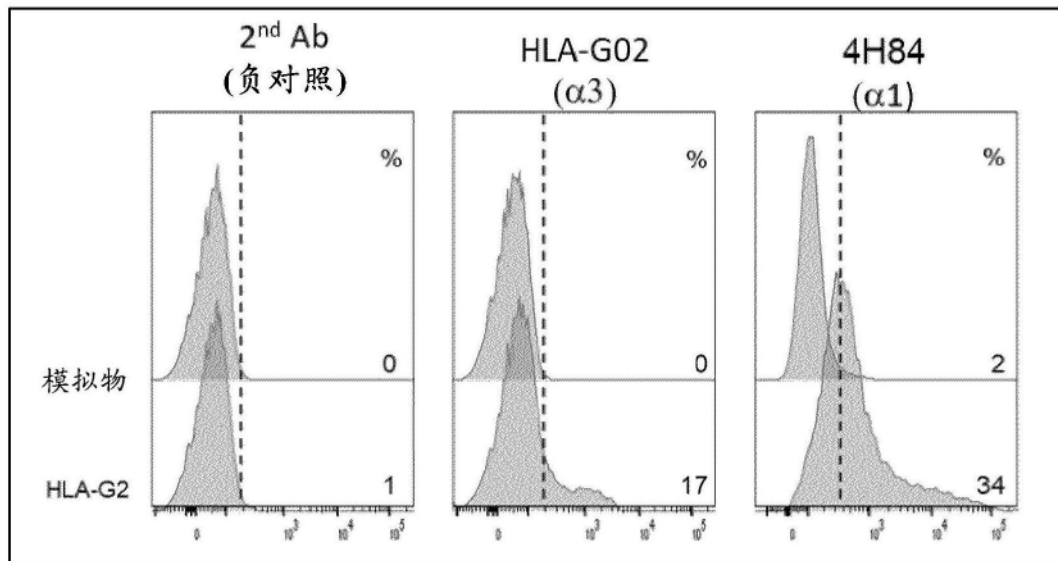 2nd Ab
(负对照)
HLA-G02
(α3)
4H84
(α1)
% % %
模拟物 0 0 2
HLA-G2 1 17 34
0 10³ 10⁴ 10⁵ 0 10³ 10⁴ 10⁵ 0 10³ 10⁴ 10⁵